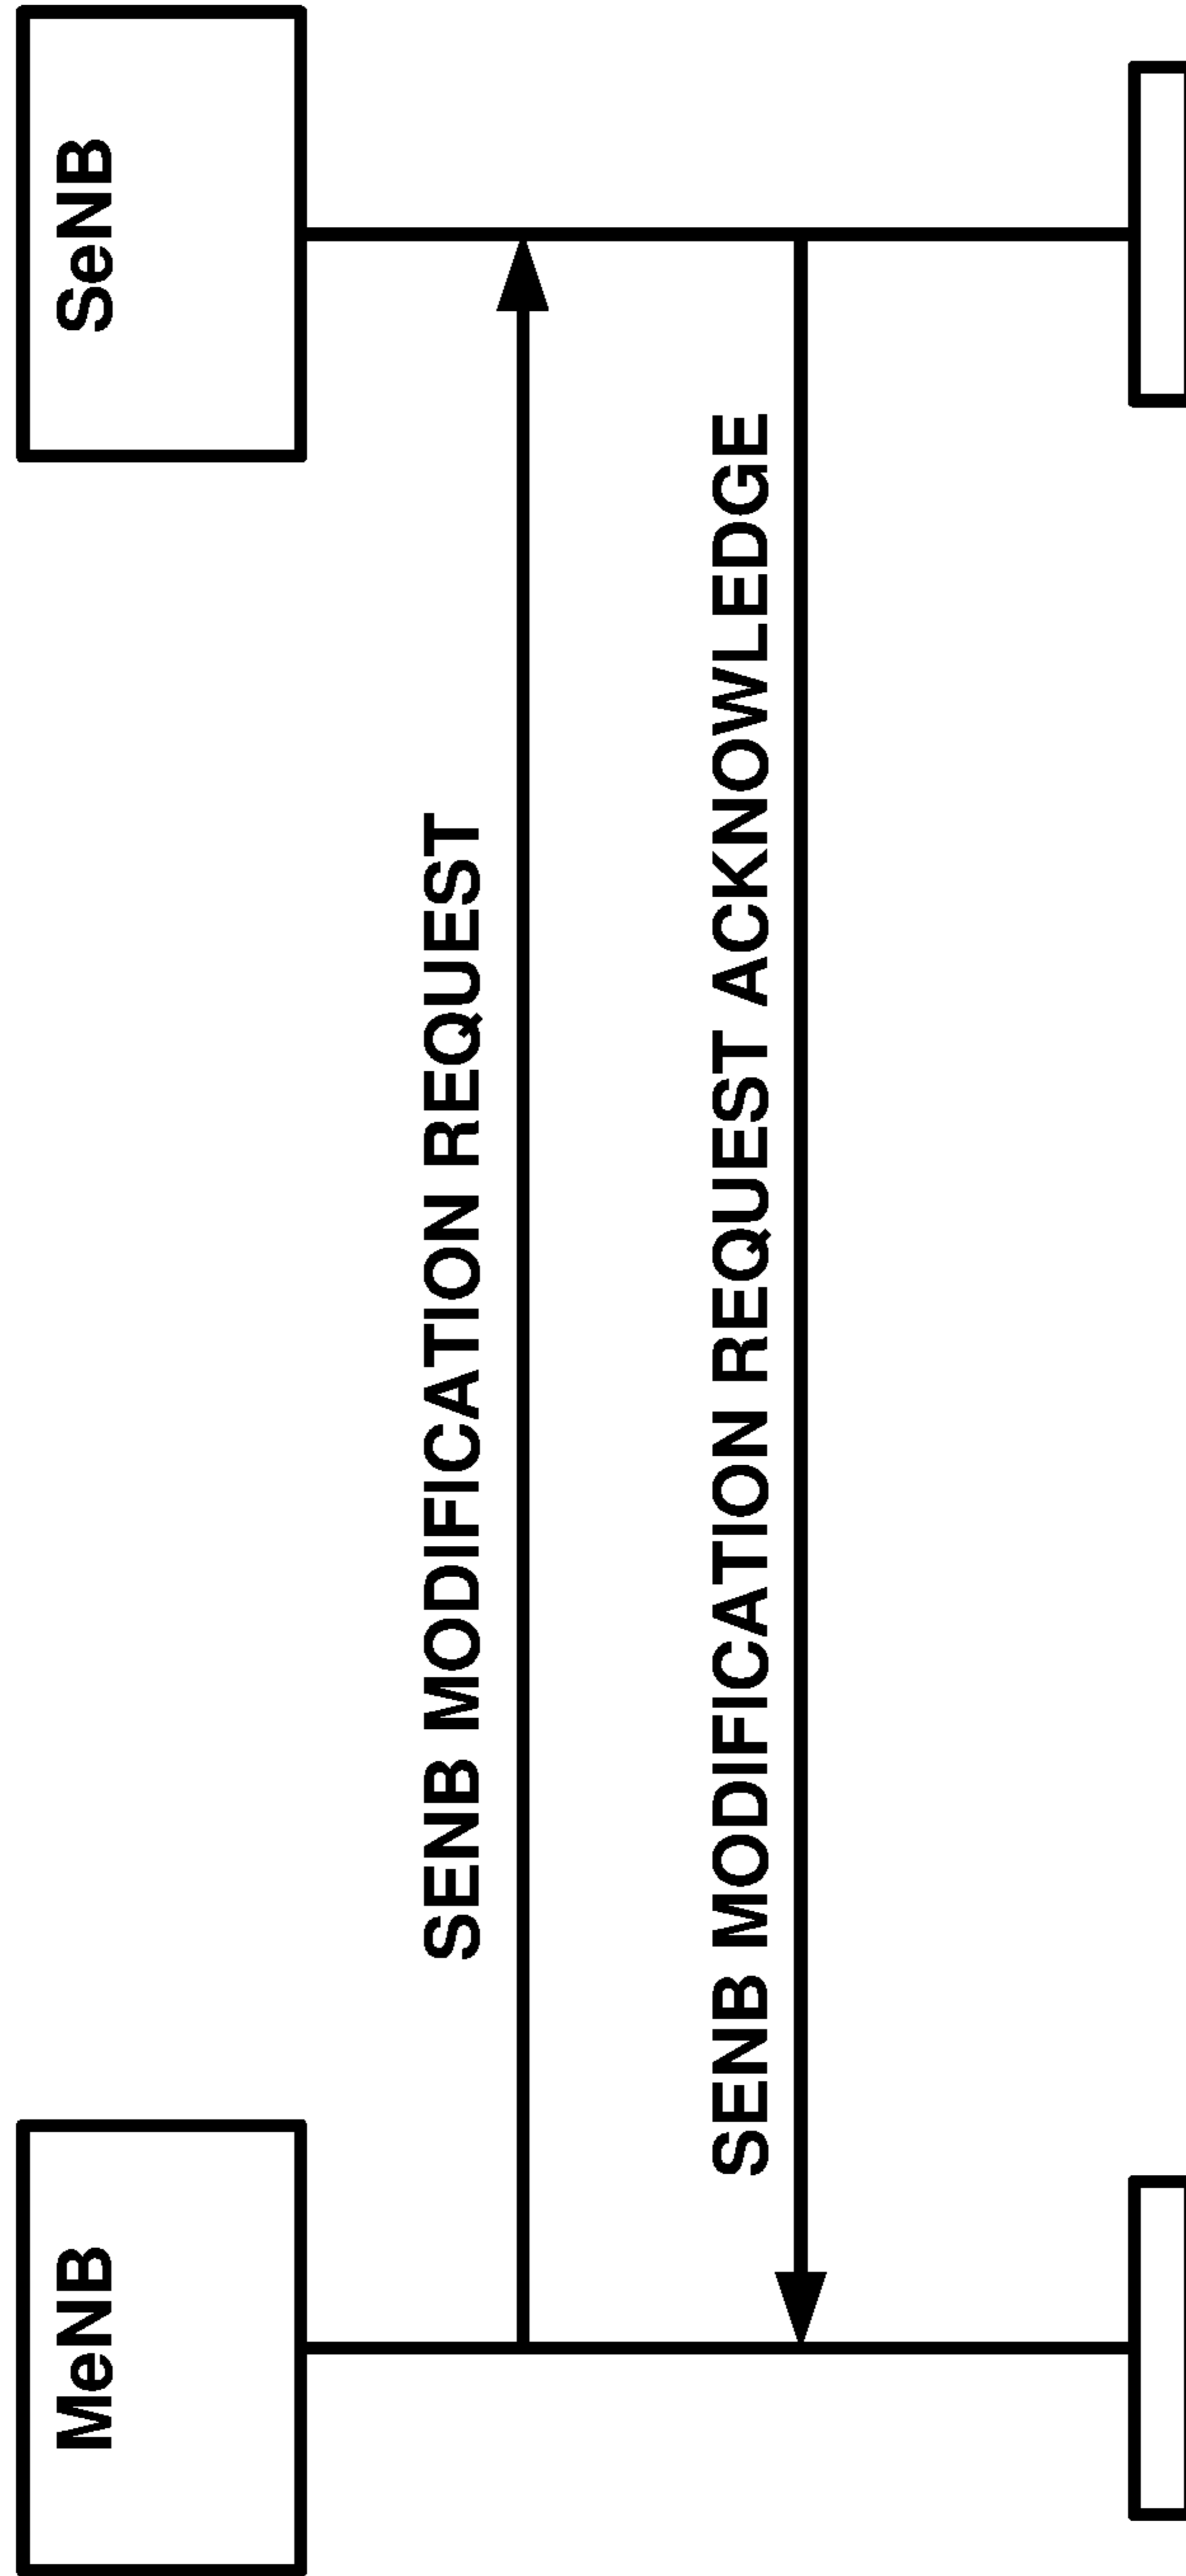 MeNB
SeNB
SENB MODIFICATION REQUEST
SENB MODIFICATION REQUEST ACKNOWLEDGE